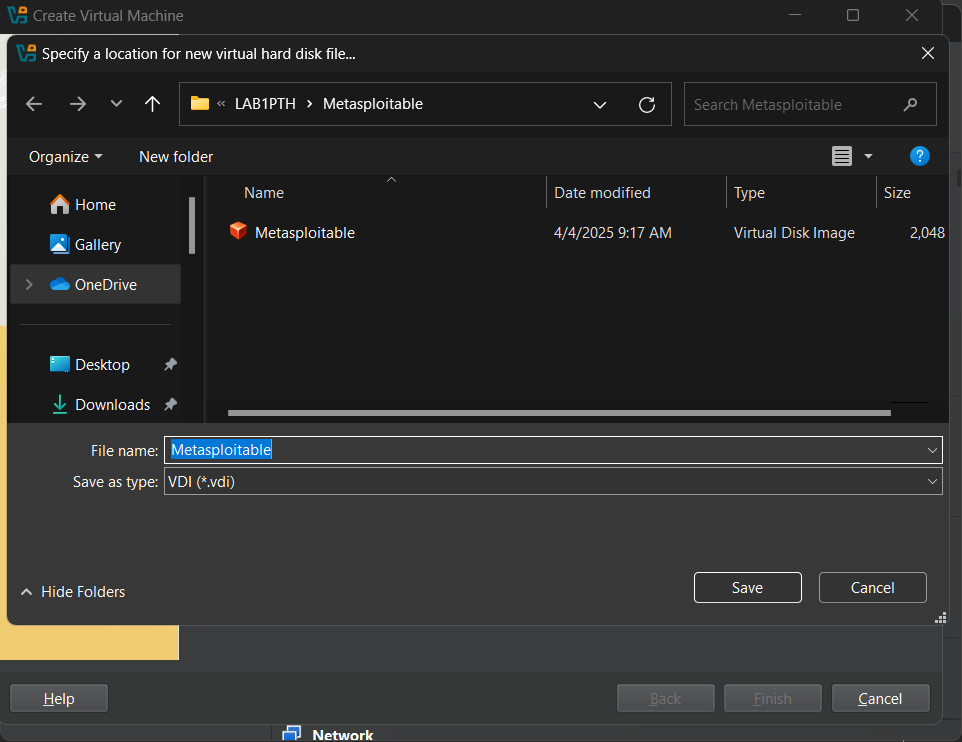 Create Virtual Machine
Specify a location for new virtual hard disk file...
« LAB1PTH > Metasploitable
Search Metasploitable
Organize
New folder
?
Name
Date modified
Type
Size
Home
Metasploitable
4/4/2025 9:17 AM
Virtual Disk Image
2,048
Gallery
OneDrive
Desktop
Downloads
File name: Metasploitable
Save as type: VDI (*.vdi)
Hide Folders
Save
Cancel
Help
Back
Finish
Cancel
Network